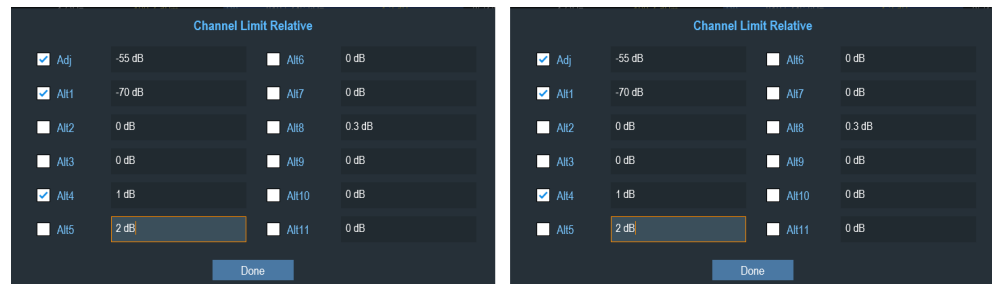 Channel Limit Relative
Adj -55 dB Alt6 0 dB
Alt1 -70 dB Alt7 0 dB
Alt2 0 dB Alt8 0.3 dB
Alt3 0 dB Alt9 0 dB
Alt4 1 dB Alt10 0 dB
Alt5 2 dB Alt11 0 dB
Done
Channel Limit Relative
Adj -55 dB Alt6 0 dB
Alt1 -70 dB Alt7 0 dB
Alt2 0 dB Alt8 0.3 dB
Alt3 0 dB Alt9 0 dB
Alt4 1 dB Alt10 0 dB
Alt5 2 dB Alt11 0 dB
Done